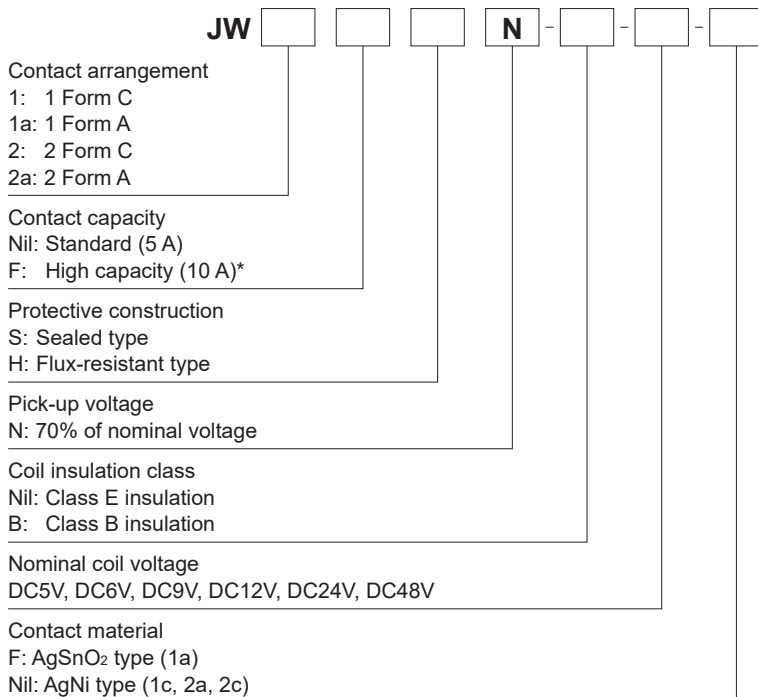 JW N - - -
Contact arrangement
1: 1 Form C
1a: 1 Form A
2: 2 Form C
2a: 2 Form A
Contact capacity
Nil: Standard (5 A)
F: High capacity (10 A)*
Protective construction
S: Sealed type
H: Flux-resistant type
Pick-up voltage
N: 70% of nominal voltage
Coil insulation class
Nil: Class E insulation
B: Class B insulation
Nominal coil voltage
DC5V, DC6V, DC9V, DC12V, DC24V, DC48V
Contact material
F: AgSnO₂ type (1a)
Nil: AgNi type (1c, 2a, 2c)